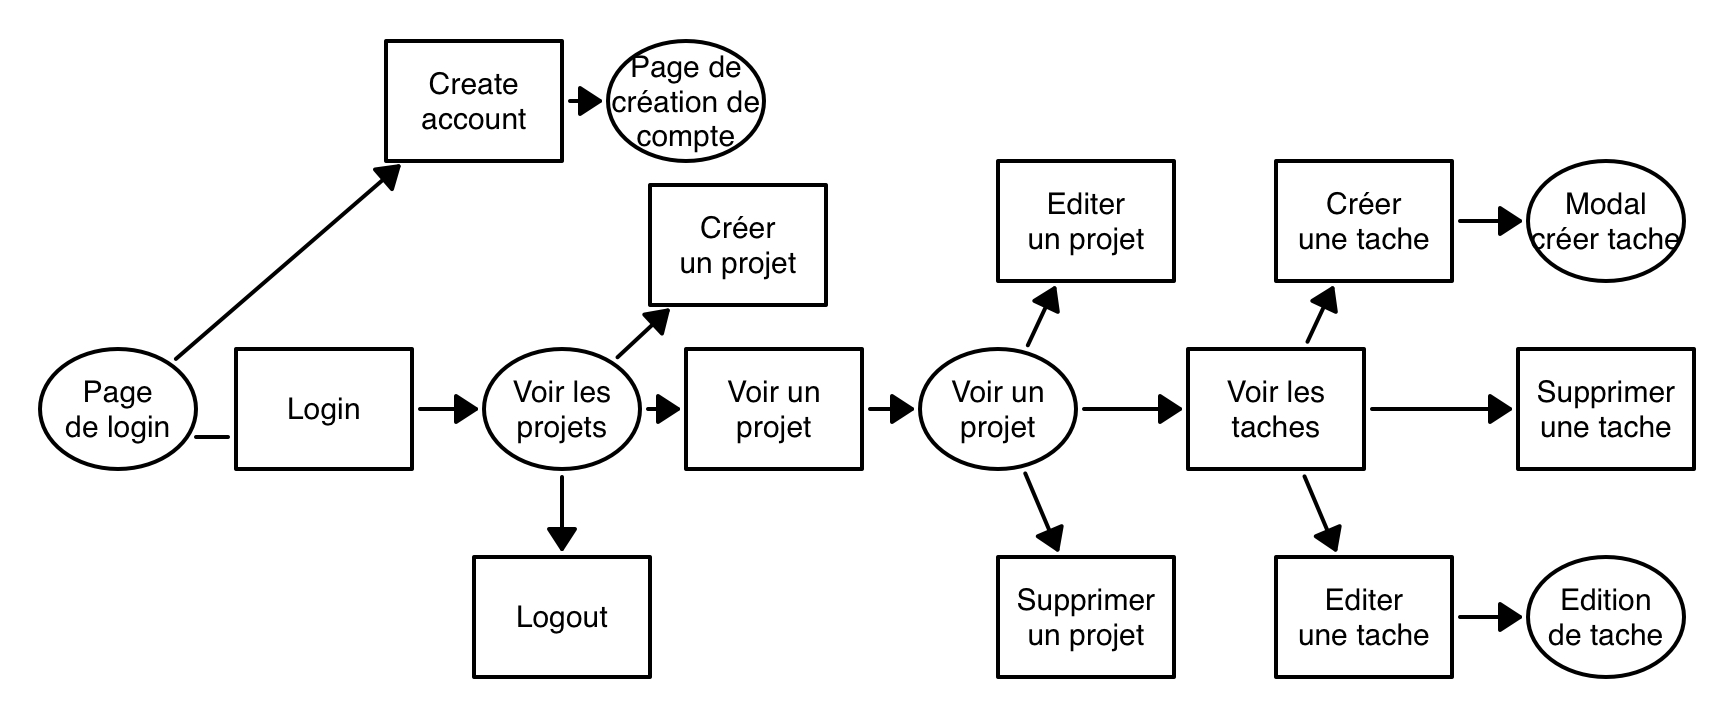 Create
account
Page de
création de
compte
Créer
un projet
Editer
un projet
Créer
une tache
Modal
créer tache
Page
de login
Login
Voir les
projets
Voir un
projet
Voir un
projet
Voir les
taches
Supprimer
une tache
Logout
Supprimer
un projet
Editer
une tache
Edition
de tache